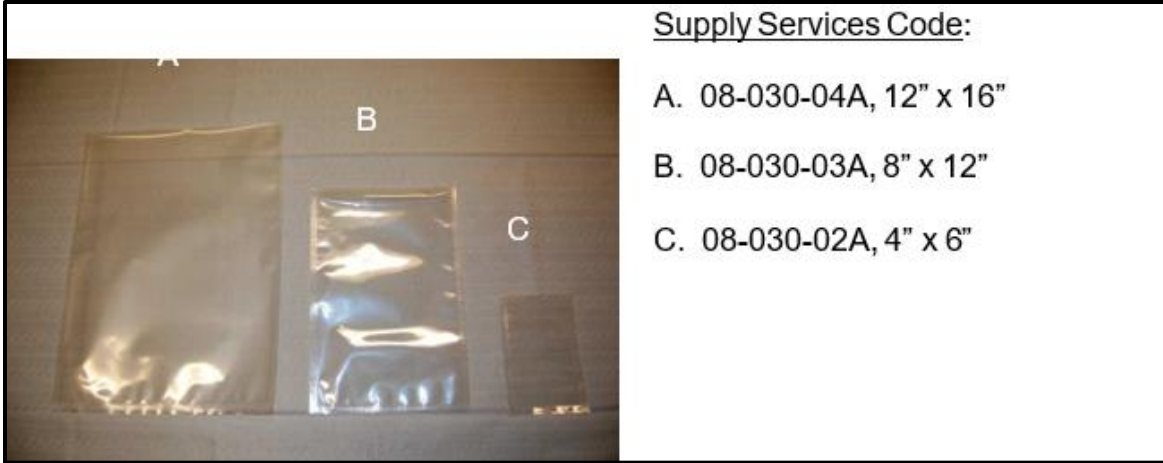 Supply Services Code:
A
A. 08-030-04A, 12” x 16”
B
B. 08-030-03A, 8” x 12”
C
C. 08-030-02A, 4” x 6”